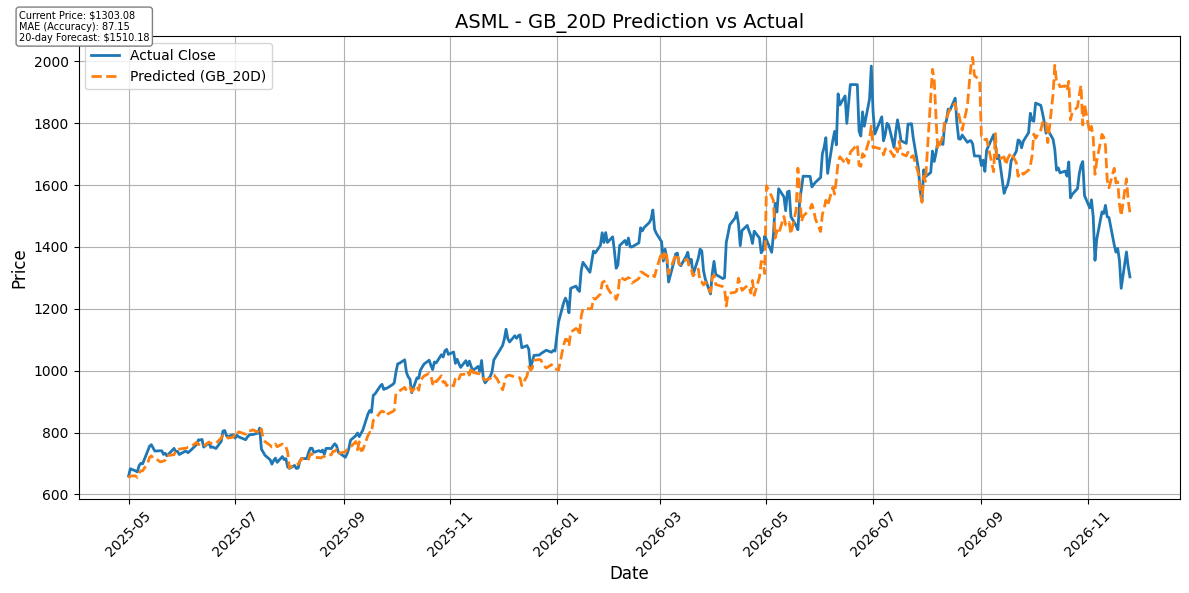 Current Price: $1303.08
MAE (Accuracy): 87.15
20-day Forecast: $1510.18
ASML - GB_20D Prediction vs Actual
Actual Close
Predicted (GB_20D)
2000
1800
1600
1400
1200
1000
800
600
Price
2025-05
2025-07
2025-09
2025-11
2026-01
2026-03
2026-05
2026-07
2026-09
2026-11
Date